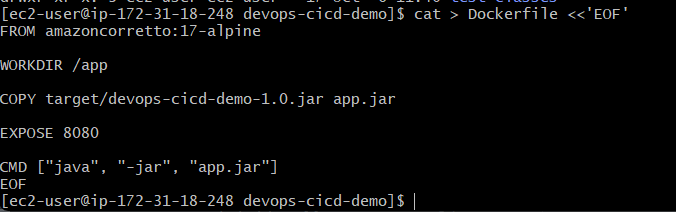 [ec2-user@ip-172-31-18-248 devops-cicd-demo]$ cat > Dockerfile <<'EOF'
FROM amazoncorretto:17-alpine
WORKDIR /app
COPY target/devops-cicd-demo-1.0.jar app.jar
EXPOSE 8080
CMD ["java", "-jar", "app.jar"]
EOF
[ec2-user@ip-172-31-18-248 devops-cicd-demo]$